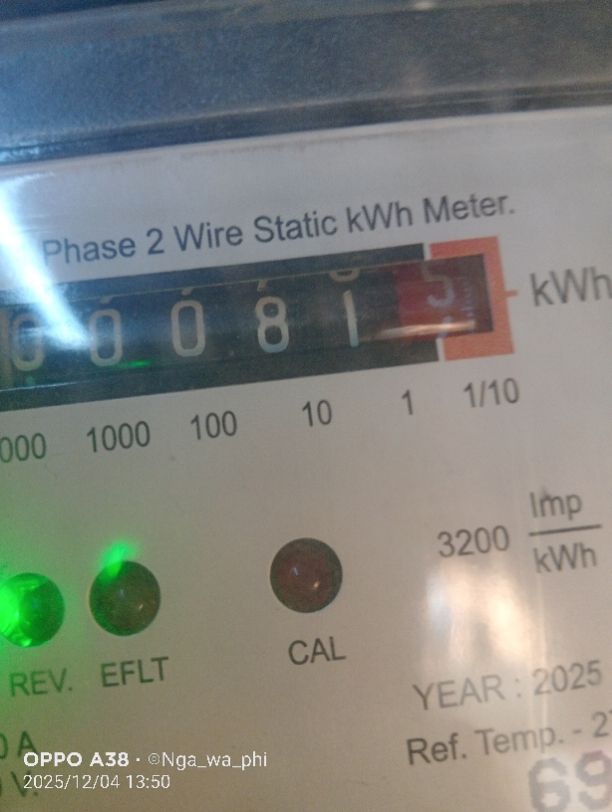 Phase 2 Wire Static kWh Meter.
0 0 0 8 1 5 kWh
000 1000 100 10 1 1/10
3200 Imp
kWh
REV. EFLT CAL
YEAR : 2025
0 A
Ref. Temp. - 2
V.
69
OPPO A38 · ©Nga_wa_phi
2025/12/04 13:50